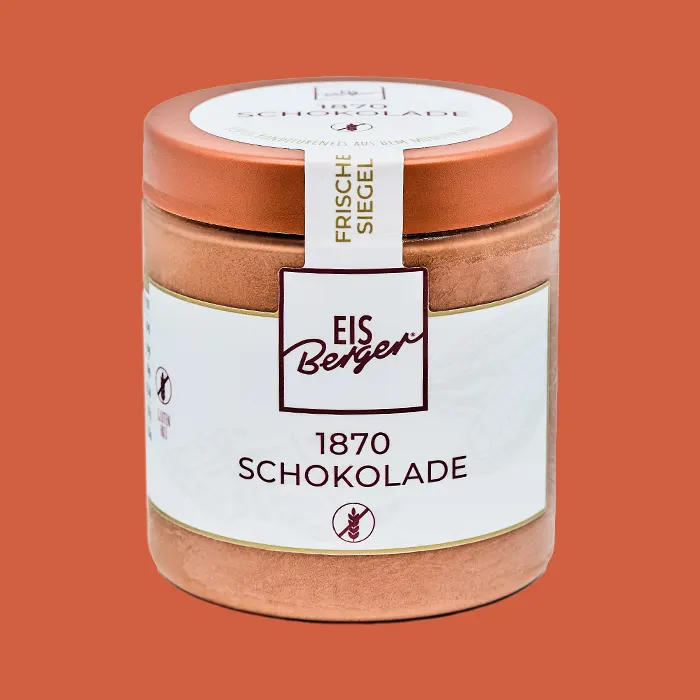 1870
SCHOKOLADE
FRISCHE
SIEGEL
EIS
Berger
1870
SCHOKOLADE